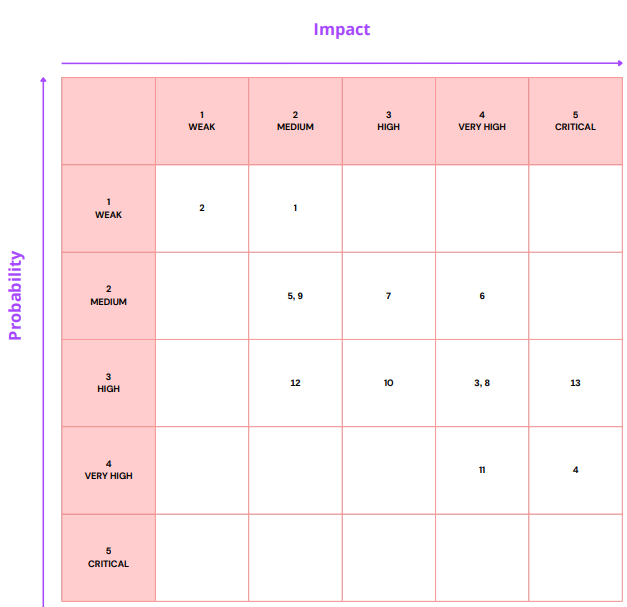 Impact
1
WEAK
2
MEDIUM
3
HIGH
4
VERY HIGH
5
CRITICAL
Probability
1
WEAK
2
1
2
MEDIUM
5, 9
7
6
3
HIGH
12
10
3, 8
13
4
VERY HIGH
11
4
5
CRITICAL